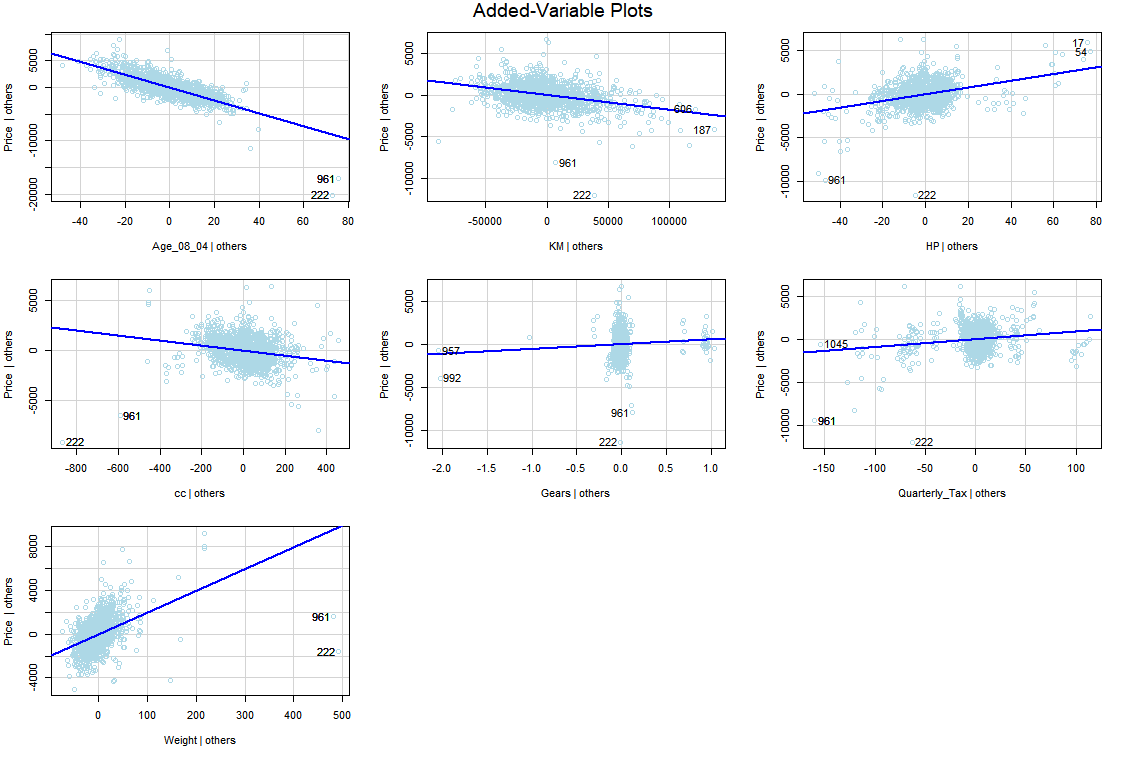 Added-Variable Plots
Price | others
5000
0
-10000
-20000
961
222
-40 -20 0 20 40 60 80
Age_08_04 | others
Price | others
5000
0
-5000
-10000
606
187
961
222
-50000 0 50000 100000
KM | others
Price | others
5000
0
-5000
-10000
17
54
961
222
-40 -20 0 20 40 60 80
HP | others
Price | others
5000
0
-5000
961
222
-800 -600 -400 -200 0 200 400
cc | others
Price | others
5000
0
-5000
-10000
957
992
961
222
-2.0 -1.5 -1.0 -0.5 0.0 0.5 1.0
Gears | others
Price | others
5000
0
-5000
-10000
1045
961
222
-150 -100 -50 0 50 100
Quarterly_Tax | others
Price | others
8000
4000
0
-4000
961
222
0 100 200 300 400 500
Weight | others